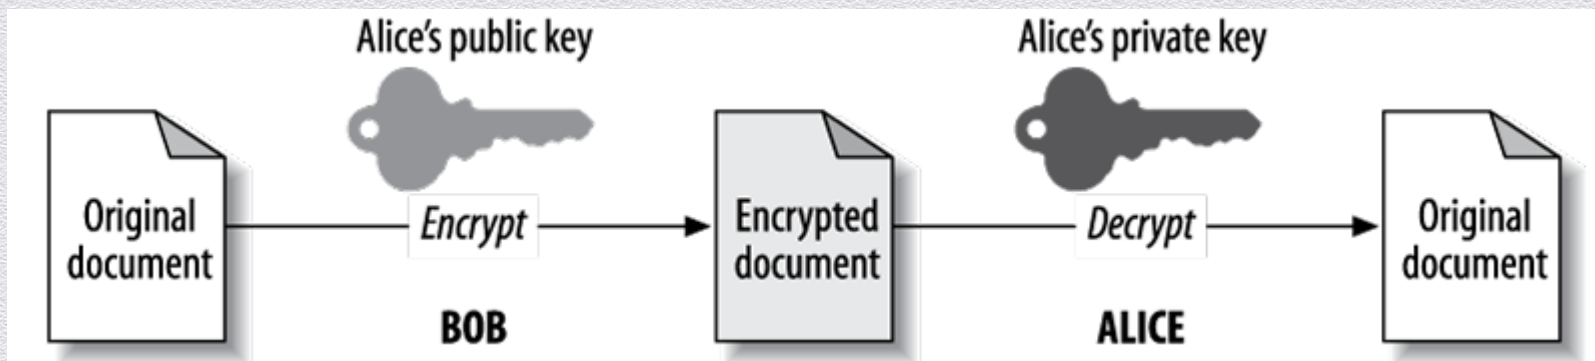 Alice's public key
Alice's private key
Original
document
Encrypt
Encrypted
document
Decrypt
Original
document
BOB
ALICE